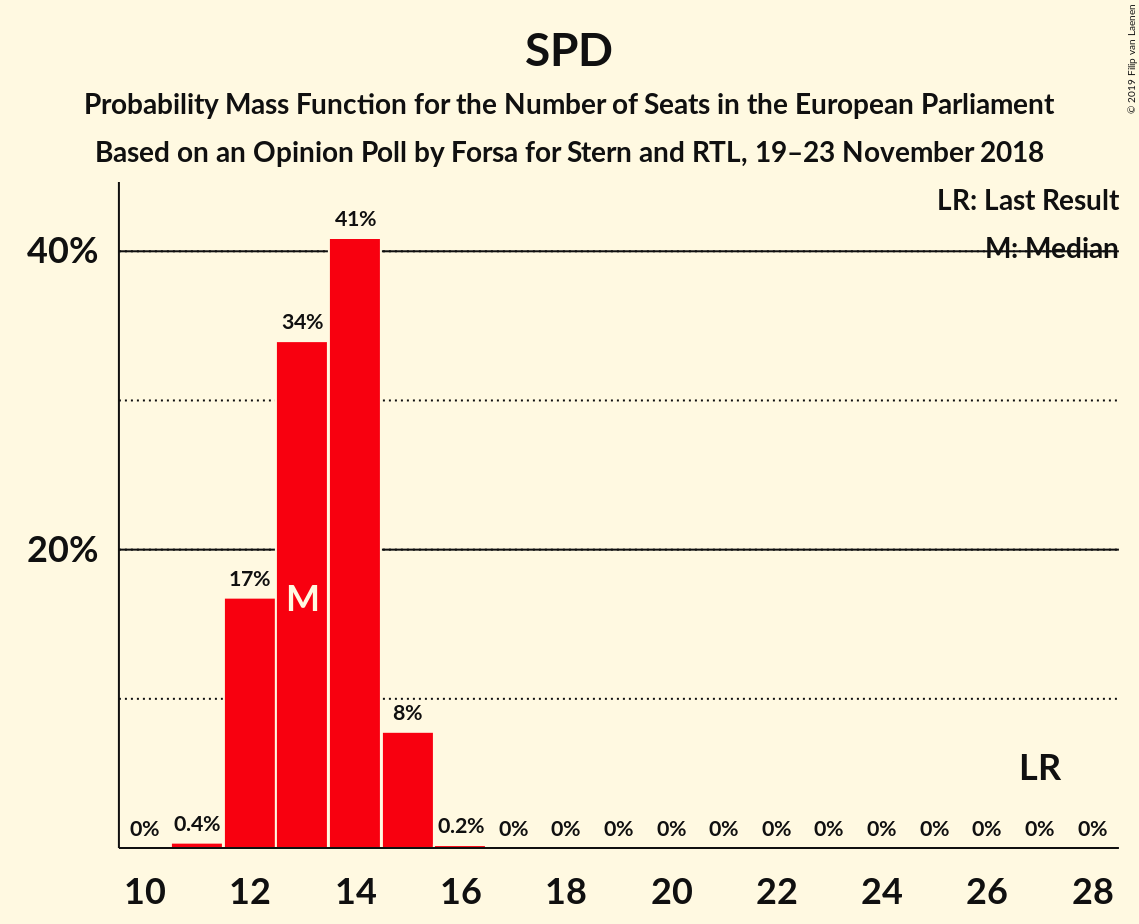 SPD
Probability Mass Function for the Number of Seats in the European Parliament
Based on an Opinion Poll by Forsa for Stern and RTL, 19–23 November 2018
© 2019 Filip van Laenen
LR: Last Result
M: Median
40%
20%
41%
34%
17%
M
8%
LR
0% 0.4% 0.2% 0% 0% 0% 0% 0% 0% 0% 0% 0% 0% 0% 0%
10 12 14 16 18 20 22 24 26 28